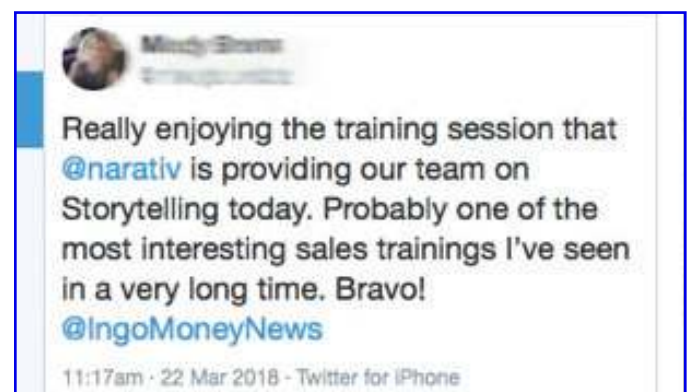 Really enjoying the training session that
@narativ is providing our team on
Storytelling today. Probably one of the
most interesting sales trainings I've seen
in a very long time. Bravo!
@IngoMoneyNews
11:17am · 22 Mar 2018 · Twitter for iPhone